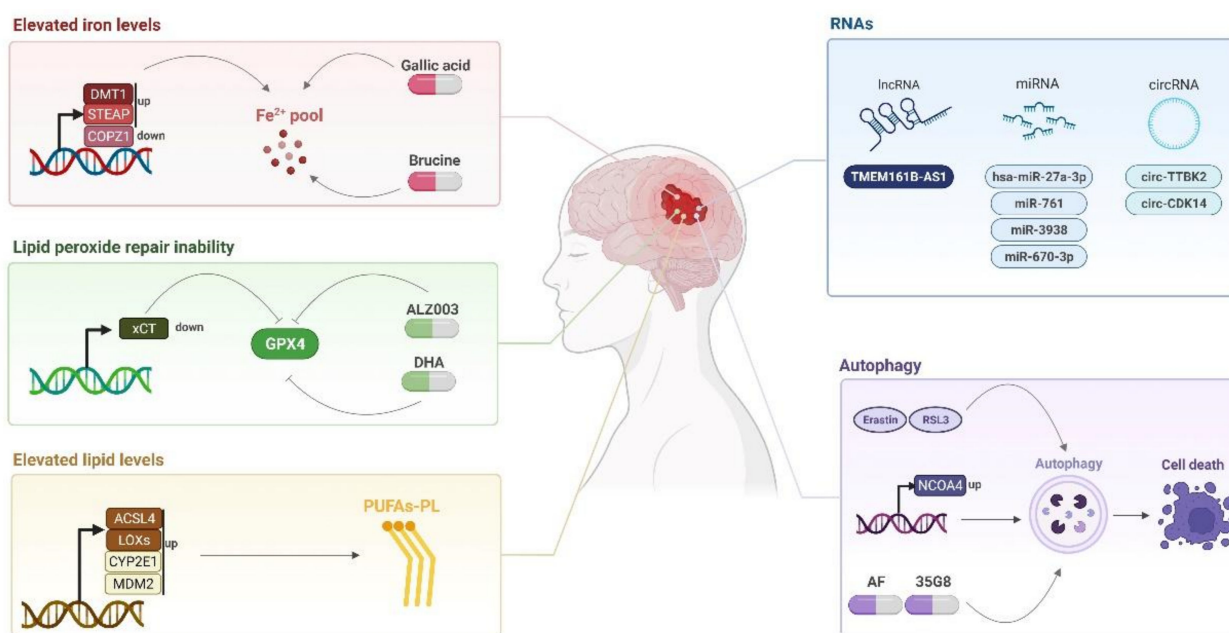 Elevated iron levels
DMT1
STEAP
up
COPZ1 down
Fe²⁺ pool
Gallic acid
Brucine
Lipid peroxide repair inability
xCT down
GPX4
ALZ003
DHA
Elevated lipid levels
ACSL4
LOXs
CYP2E1
MDM2
up
PUFAs-PL
RNAs
lncRNA miRNA circRNA
TMEM161B-AS1 hsa-miR-27a-3p circ-TTBK2
miR-761 circ-CDK14
miR-3938
miR-670-3p
Autophagy
Erastin RSL3
NCOA4 up
Autophagy
Cell death
AF 35G8